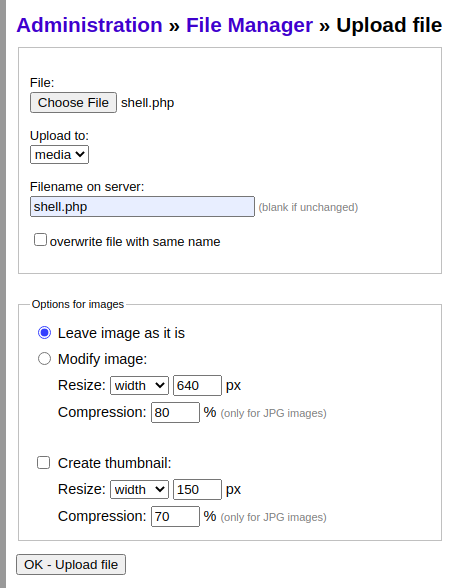 Administration » File Manager » Upload file
File:
Choose File shell.php
Upload to:
media
Filename on server:
shell.php (blank if unchanged)
overwrite file with same name
Options for images
Leave image as it is
Modify image:
Resize: width 640 px
Compression: 80 % (only for JPG images)
Create thumbnail:
Resize: width 150 px
Compression: 70 % (only for JPG images)
OK - Upload file